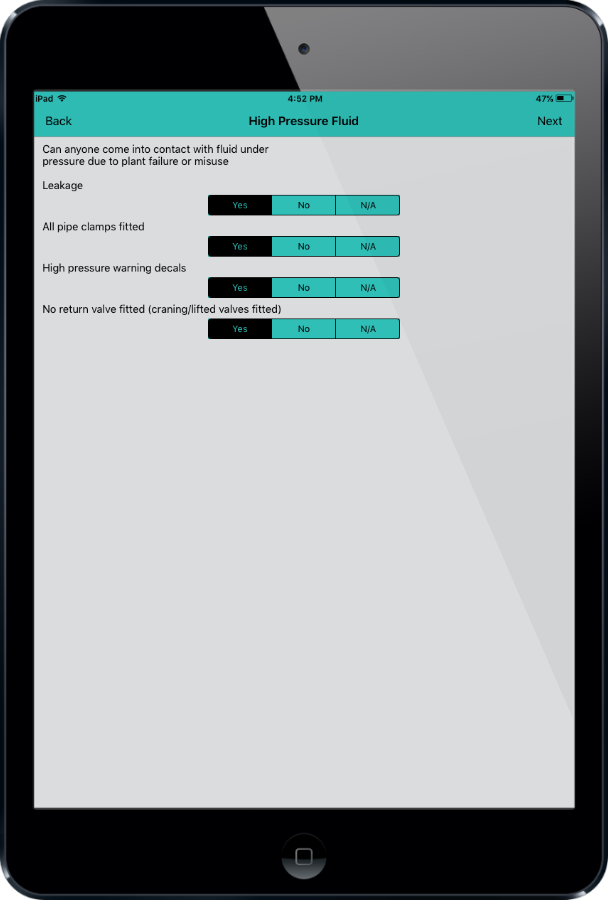 iPad 4:52 PM 47%
Back High Pressure Fluid Next
Can anyone come into contact with fluid under
pressure due to plant failure or misuse
Leakage
Yes No N/A
All pipe clamps fitted
Yes No N/A
High pressure warning decals
Yes No N/A
No return valve fitted (craning/lifted valves fitted)
Yes No N/A